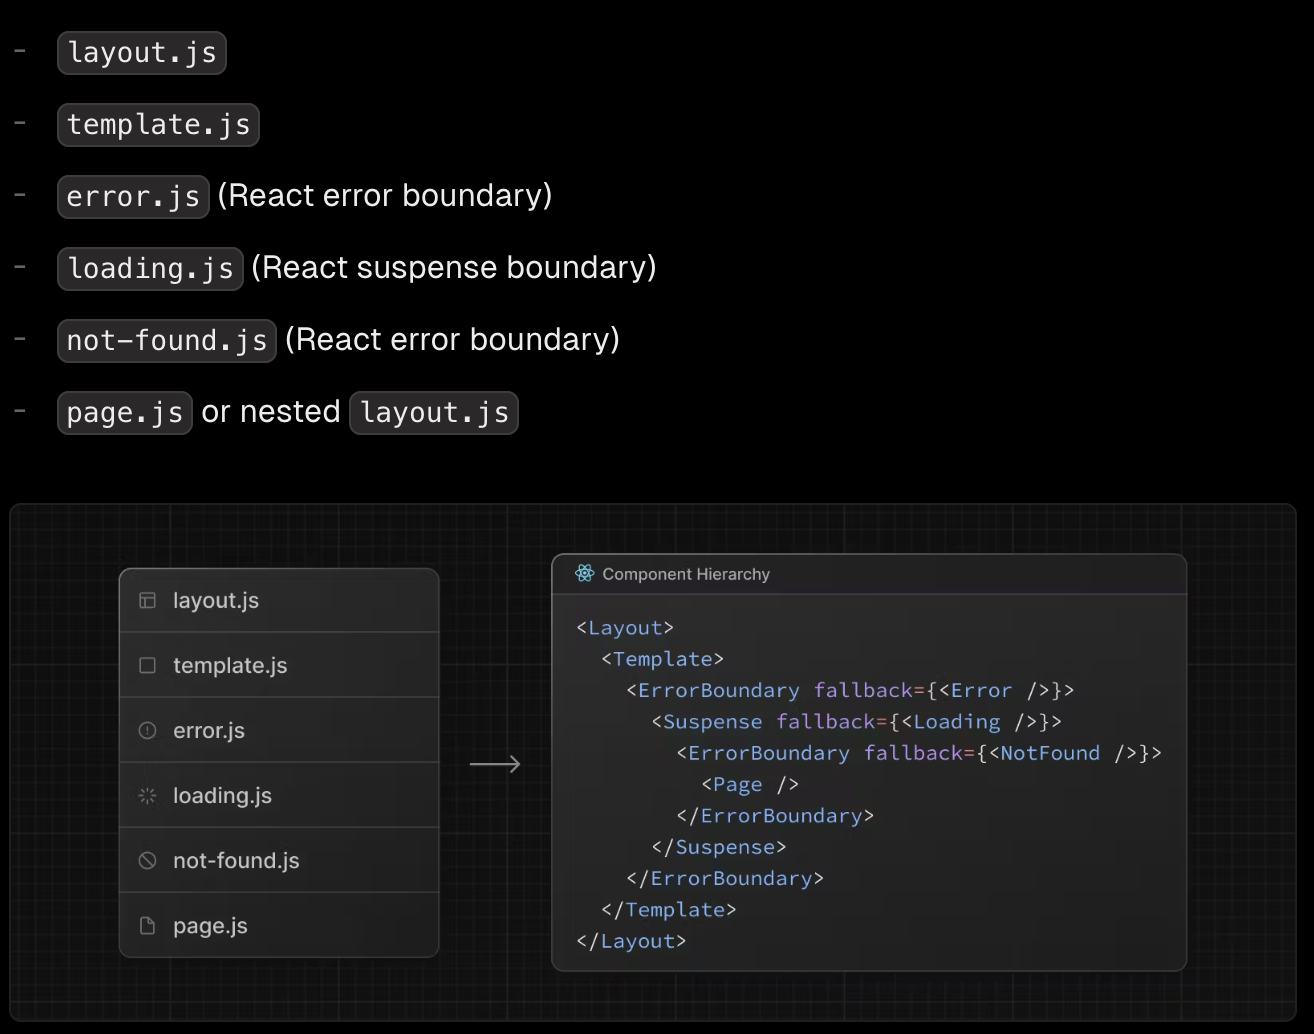 - layout.js
- template.js
- error.js (React error boundary)
- loading.js (React suspense boundary)
- not-found.js (React error boundary)
- page.js or nested layout.js
layout.js
template.js
error.js
loading.js
not-found.js
page.js
Component Hierarchy
<Layout>
<Template>
<ErrorBoundary fallback={<Error />}>
<Suspense fallback={<Loading />}>
<ErrorBoundary fallback={<NotFound />}>
<Page />
</ErrorBoundary>
</Suspense>
</ErrorBoundary>
</Template>
</Layout>